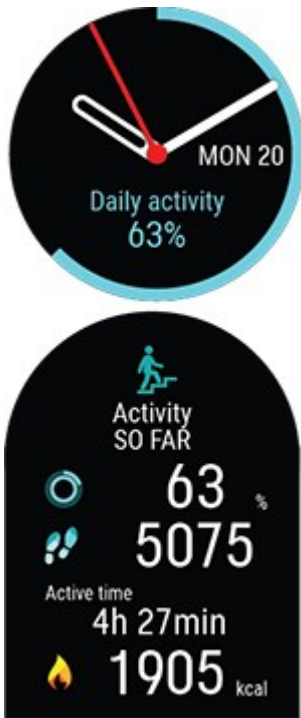 MON 20
Daily activity
63%
Activity
SO FAR
63 %
5075
Active time
4h 27min
1905 kcal